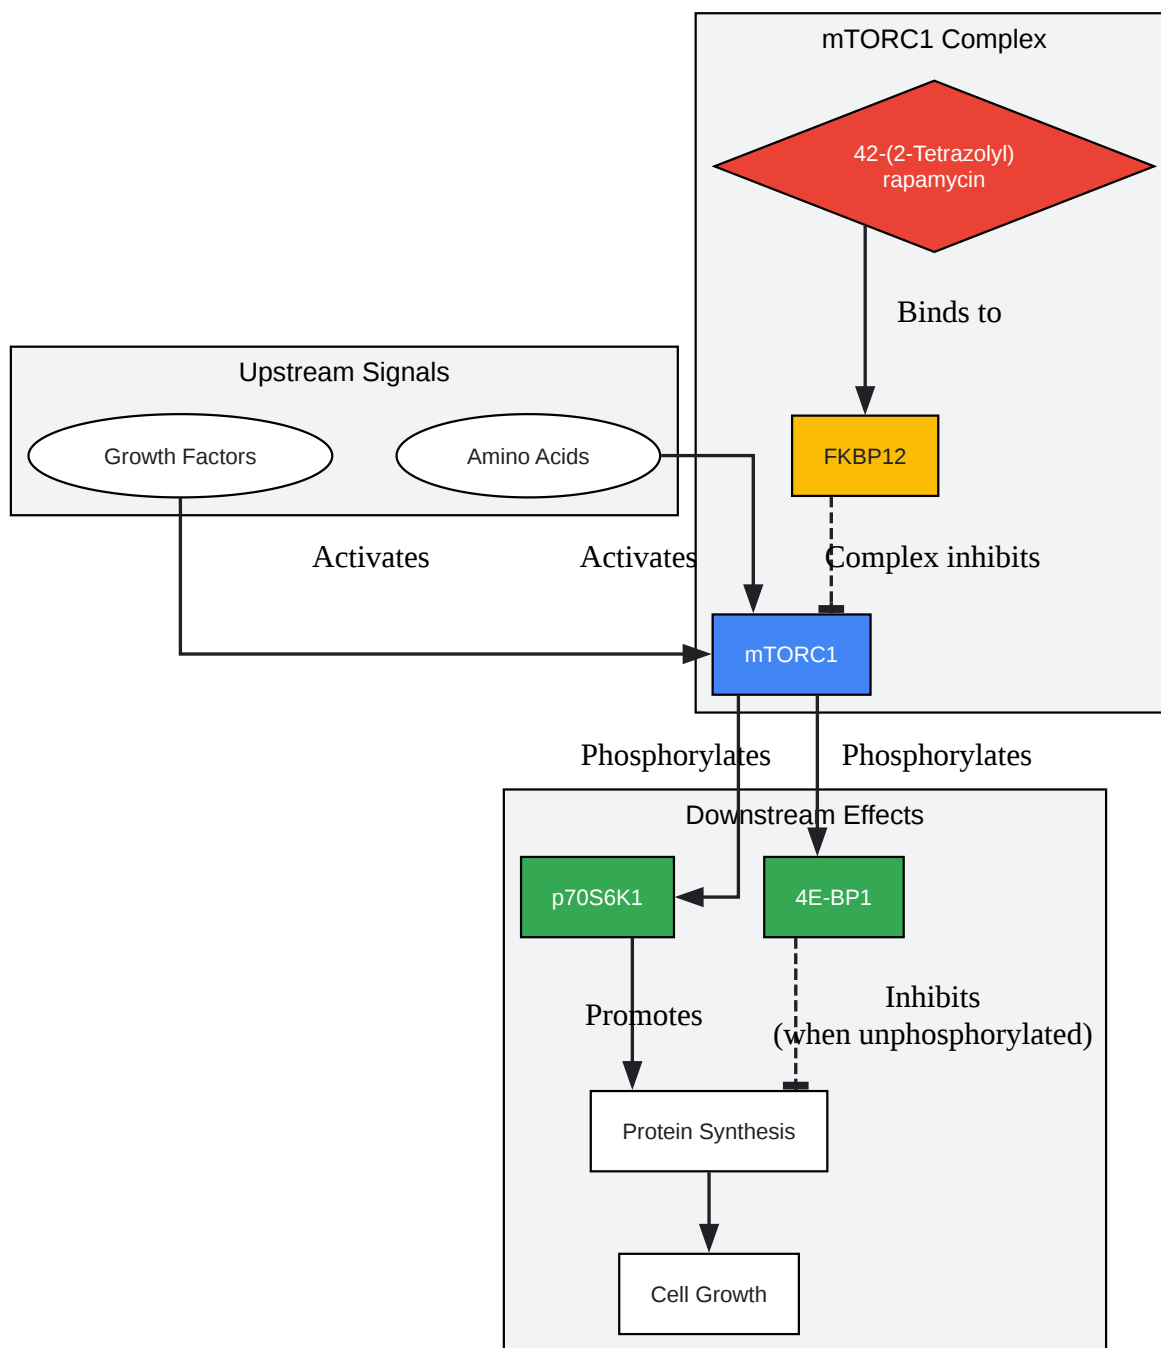 mTORC1 Complex
42-(2-Tetrazolyl)
rapamycin
Binds to
Upstream Signals
Growth Factors
Amino Acids
FKBP12
Activates
Activates
Complex inhibits
mTORC1
Phosphorylates
Phosphorylates
Downstream Effects
p70S6K1
4E-BP1
Promotes
Inhibits
(when unphosphorylated)
Protein Synthesis
Cell Growth